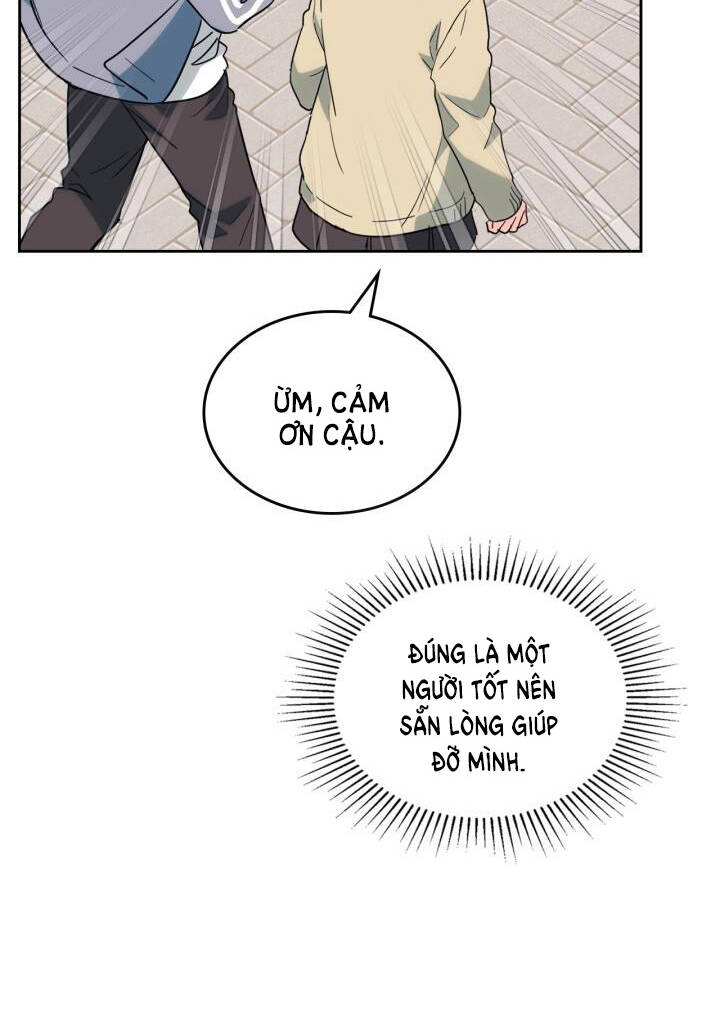 ỪM, CẢM
ƠN CẬU.
ĐÚNG LÀ MỘT
NGƯỜI TỐT NÊN
SẴN LÒNG GIÚP
ĐỠ MÌNH.